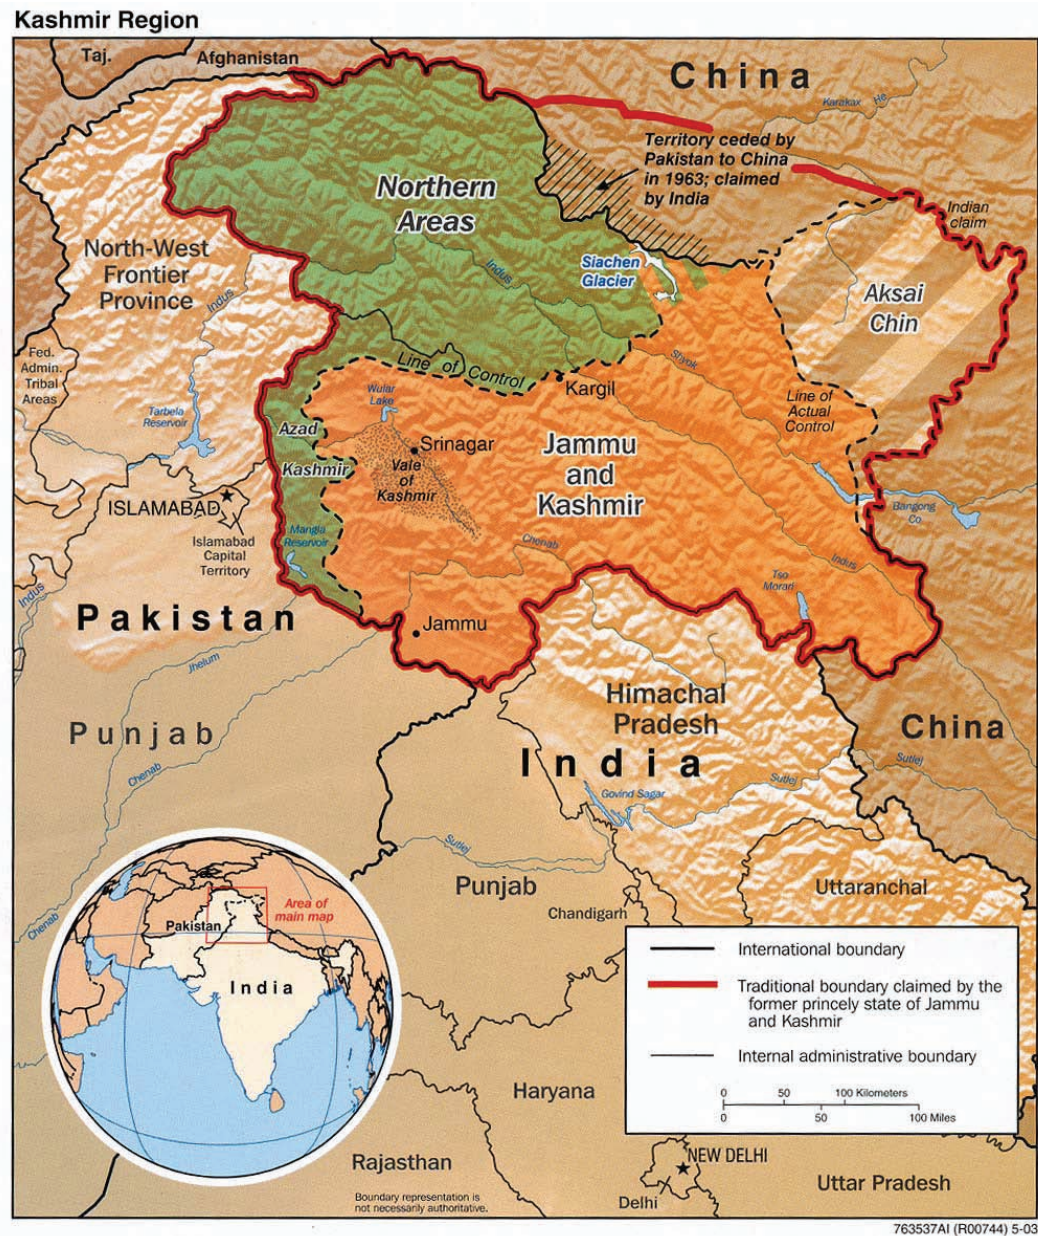 Kashmir Region
Taj.
Afghanistan
China
Karakax He
Territory ceded by
Pakistan to China
in 1963; claimed
by India
Northern
Areas
Indian
claim
North-West
Frontier
Province
Indus
Indus
Siachen
Glacier
Aksai
Chin
Fed.
Admin.
Tribal
Areas
Line of Control
Shyok
Kargil
Wular
Lake
Line of
Actual
Control
Tarbela
Reservoir
Azad
Kashmir
Srinagar
Vale
of
Kashmir
Jammu
and
Kashmir
ISLAMABAD
Bangong
Co
Mangla
Reservoir
Islamabad
Capital
Territory
Chenab
Indus
Tso
Morari
Indus
Pakistan
Jammu
Jhelum
Himachal
Pradesh
Punjab
China
India
Chenab
Sutlej
Sutlej
Govind Sagar
Sutlej
Punjab
Uttaranchal
Chandigarh
Chenab
Area of
main map
Pakistan
India
International boundary
Traditional boundary claimed by the
former princely state of Jammu
and Kashmir
Internal administrative boundary
0 50 100 Kilometers
0 50 100 Miles
Haryana
Rajasthan
NEW DELHI
Delhi
Uttar Pradesh
Boundary representation is
not necessarily authoritative.
763537AI (R00744) 5-03